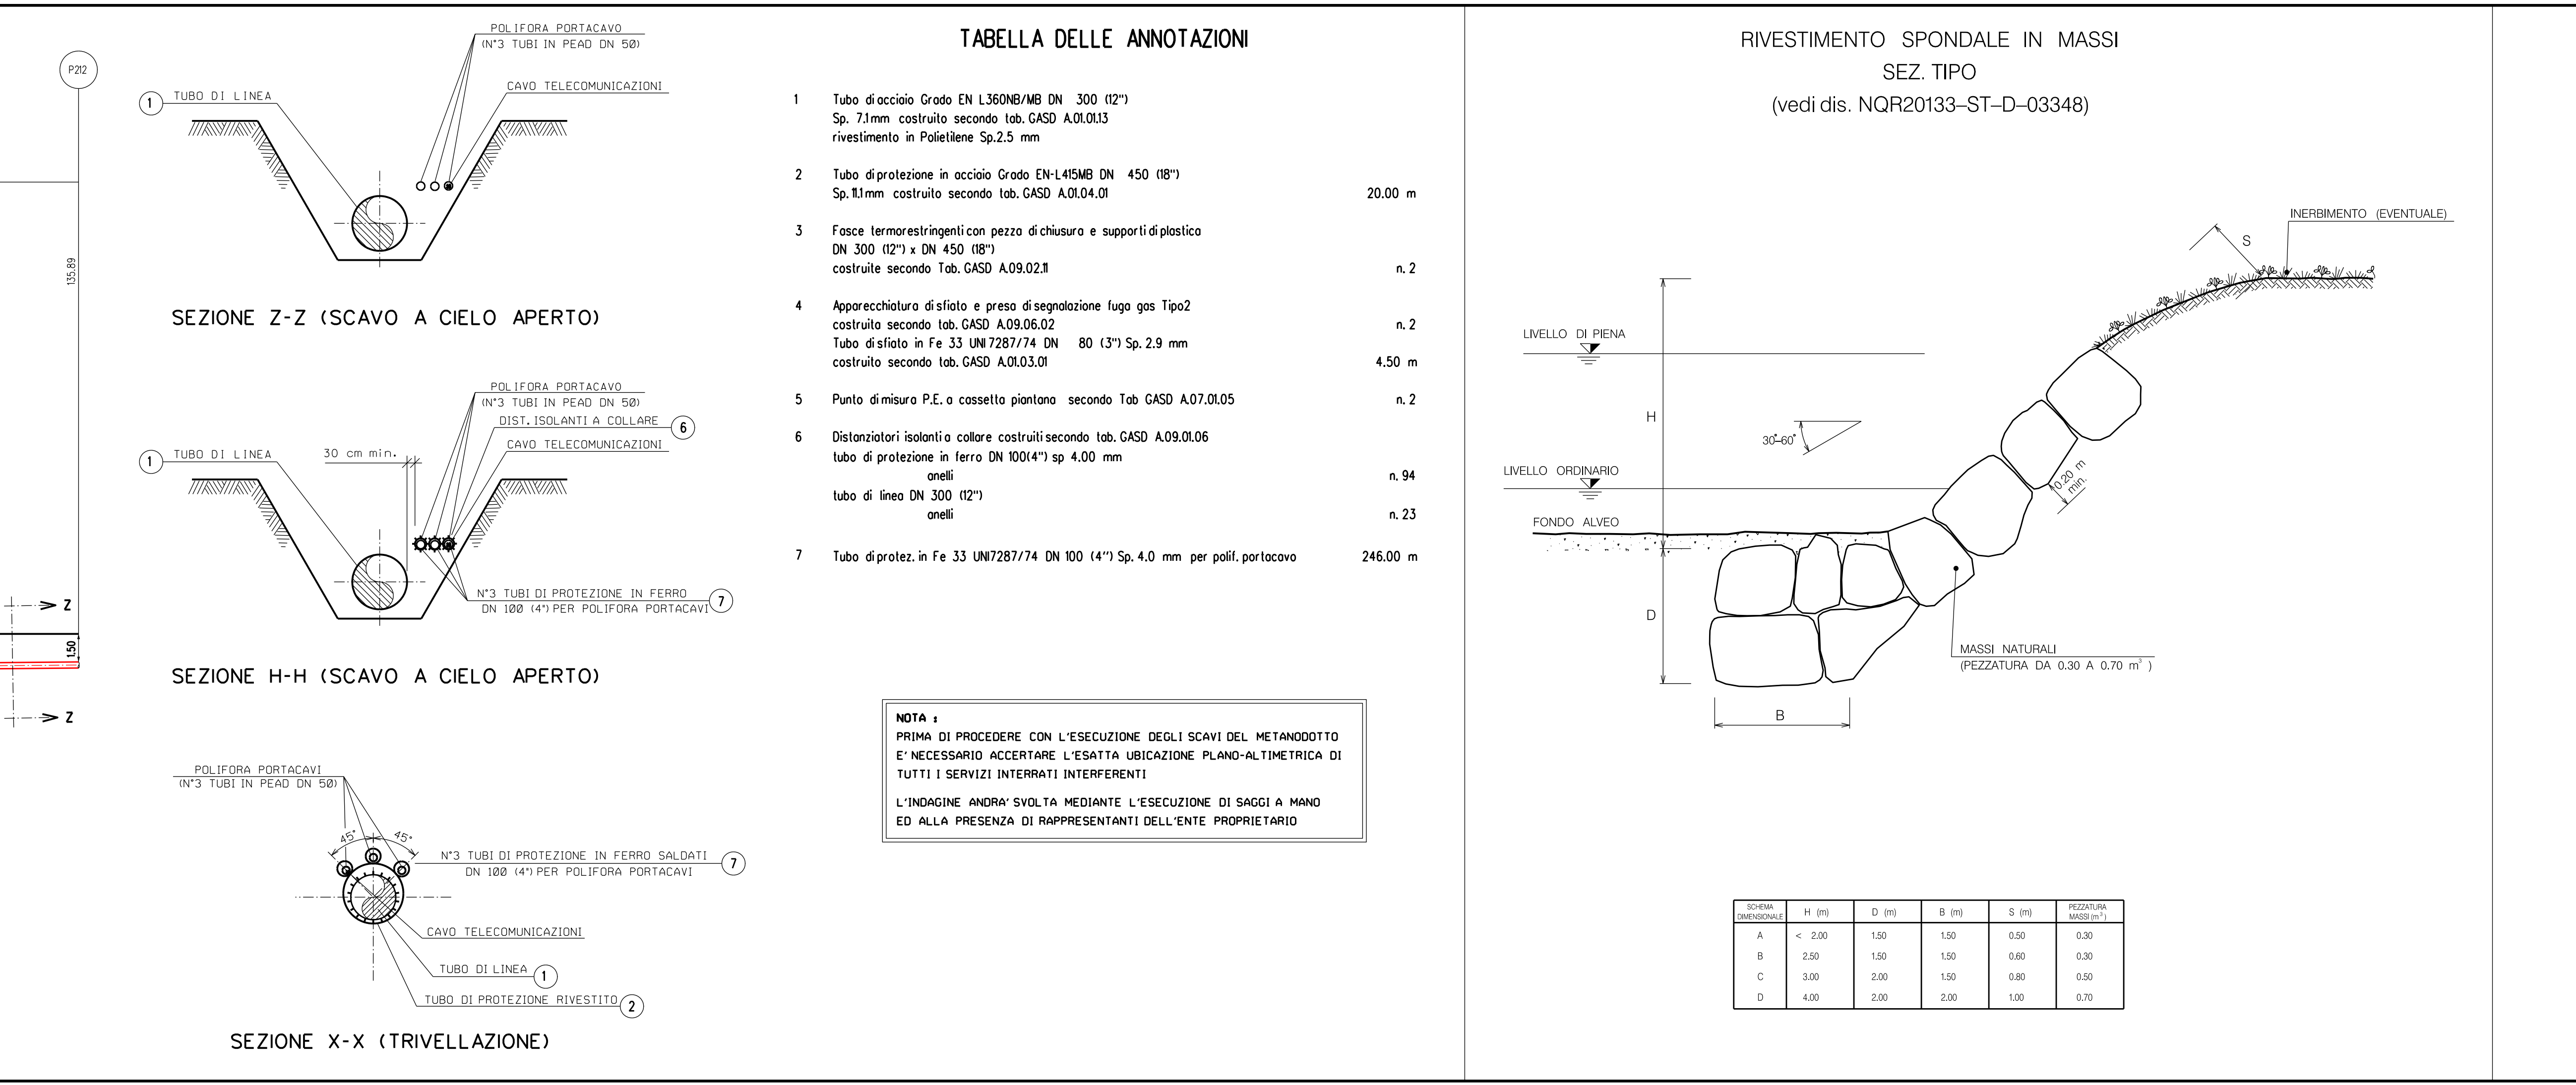 P212
135.89
Z
1.50
Z
POLIFORA PORTACAVO
(N°3 TUBI IN PEAD DN 50)
CAVO TELECOMUNICAZIONI
1 TUBO DI LINEA
SEZIONE Z-Z (SCAVO A CIELO APERTO)
POLIFORA PORTACAVO
(N°3 TUBI IN PEAD DN 50)
DIST. ISOLANTI A COLLARE 6
CAVO TELECOMUNICAZIONI
1 TUBO DI LINEA
30 cm min.
N°3 TUBI DI PROTEZIONE IN FERRO
DN 100 (4") PER POLIFORA PORTACAVI 7
SEZIONE H-H (SCAVO A CIELO APERTO)
POLIFORA PORTACAVI
(N°3 TUBI IN PEAD DN 50)
45° 45°
N°3 TUBI DI PROTEZIONE IN FERRO SALDATI 7
DN 100 (4") PER POLIFORA PORTACAVI
CAVO TELECOMUNICAZIONI
TUBO DI LINEA 1
TUBO DI PROTEZIONE RIVESTITO 2
SEZIONE X-X (TRIVELLAZIONE)
TABELLA DELLE ANNOTAZIONI
1 Tubo di acciaio Grado EN L360NB/MB DN 300 (12")
Sp. 7.1mm costruito secondo tab. GASD A.01.01.13
rivestimento in Polietilene Sp.2.5 mm
2 Tubo di protezione in acciaio Grado EN-L415MB DN 450 (18")
Sp. 11.1mm costruito secondo tab. GASD A.01.04.01 20.00 m
3 Fasce termorestringenti con pezza di chiusura e supporti di plastica
DN 300 (12") x DN 450 (18")
costruite secondo Tab. GASD A.09.02.11 n. 2
4 Apparecchiatura di sfiato e presa di segnalazione fuga gas Tipo2
costruita secondo tab. GASD A.09.06.02 n. 2
Tubo di sfiato in Fe 33 UNI 7287/74 DN 80 (3") Sp. 2.9 mm
costruito secondo tab. GASD A.01.03.01 4.50 m
5 Punto di misura P.E. a cassetta piantana secondo Tab GASD A.07.01.05 n. 2
6 Distanziatori isolanti a collare costruiti secondo tab. GASD A.09.01.06
tubo di protezione in ferro DN 100(4") sp 4.00 mm
anelli n. 94
tubo di linea DN 300 (12")
anelli n. 23
7 Tubo di protez. in Fe 33 UNI7287/74 DN 100 (4'') Sp. 4.0 mm per polif. portacavo 246.00 m
NOTA :
PRIMA DI PROCEDERE CON L'ESECUZIONE DEGLI SCAVI DEL METANODOTTO
E' NECESSARIO ACCERTARE L'ESATTA UBICAZIONE PLANO-ALTIMETRICA DI
TUTTI I SERVIZI INTERRATI INTERFERENTI
L'INDAGINE ANDRA' SVOLTA MEDIANTE L'ESECUZIONE DI SAGGI A MANO
ED ALLA PRESENZA DI RAPPRESENTANTI DELL'ENTE PROPRIETARIO
RIVESTIMENTO SPONDALE IN MASSI
SEZ. TIPO
(vedi dis. NQR20133–ST–D–03348)
INERBIMENTO (EVENTUALE)
S
LIVELLO DI PIENA
H
30°–60°
LIVELLO ORDINARIO
0.20 m
min.
FONDO ALVEO
D
MASSI NATURALI
(PEZZATURA DA 0.30 A 0.70 m³ )
B
SCHEMA DIMENSIONALE H (m) D (m) B (m) S (m) PEZZATURA MASSI (m³)
A < 2.00 1.50 1.50 0.50 0.30
B 2.50 1.50 1.50 0.60 0.30
C 3.00 2.00 1.50 0.80 0.50
D 4.00 2.00 2.00 1.00 0.70